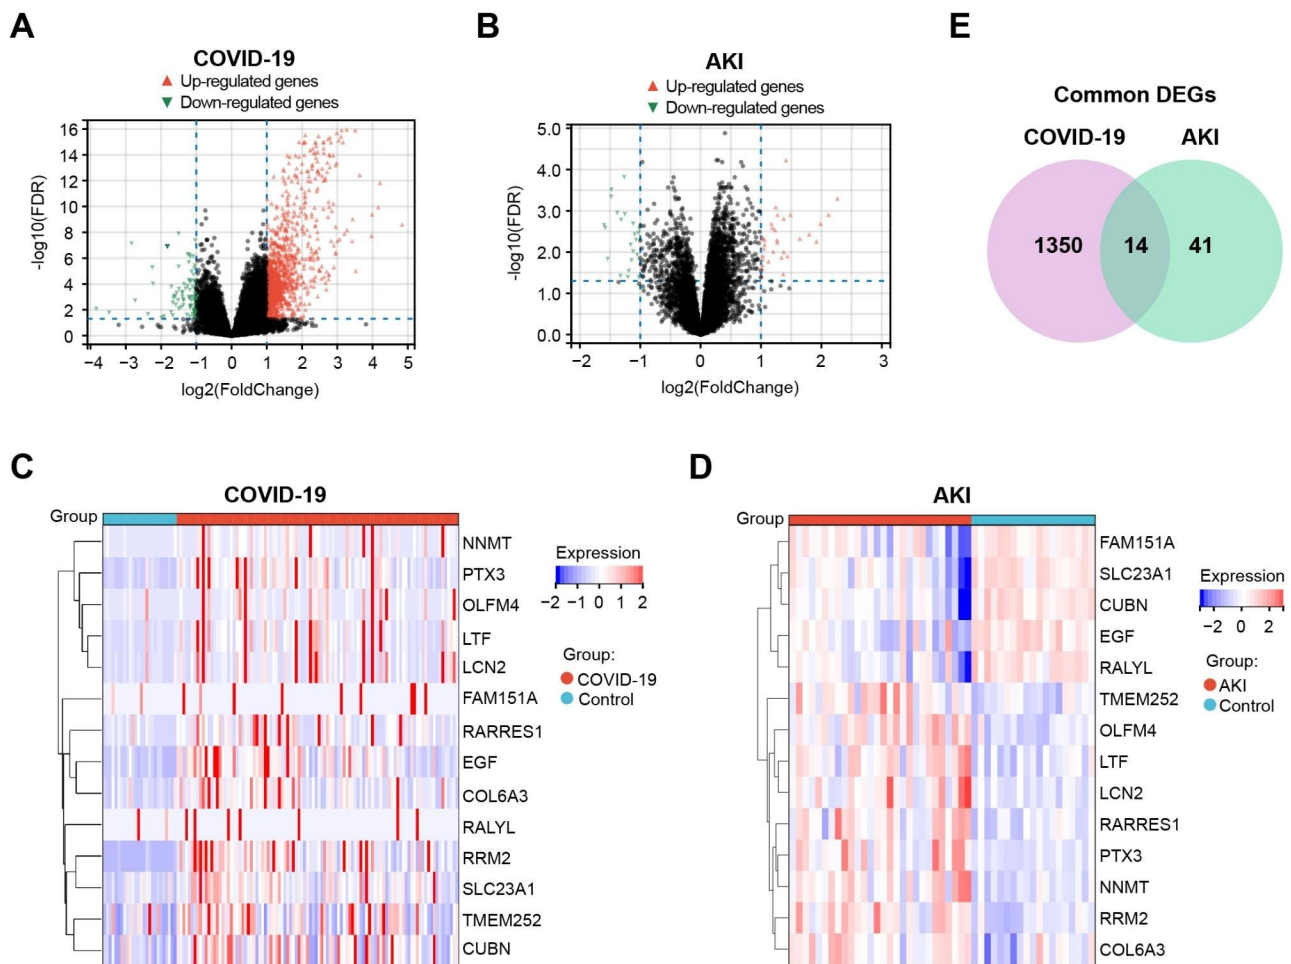 A
COVID-19
Up-regulated genes
Down-regulated genes
16
14
12
10
8
6
4
2
0
-log10(FDR)
−4 −3 −2 −1 0 1 2 3 4 5
log2(FoldChange)
B
AKI
Up-regulated genes
Down-regulated genes
5.0
4.0
3.0
2.0
1.0
0.0
-log10(FDR)
−2 −1 0 1 2 3
log2(FoldChange)
E
Common DEGs
COVID-19 AKI
1350 14 41
C
COVID-19
Group
NNMT
PTX3
OLFM4
LTF
LCN2
FAM151A
RARRES1
EGF
COL6A3
RALYL
RRM2
SLC23A1
TMEM252
CUBN
Expression
−2 −1 0 1 2
Group:
COVID-19
Control
D
AKI
Group
FAM151A
SLC23A1
CUBN
EGF
RALYL
TMEM252
OLFM4
LTF
LCN2
RARRES1
PTX3
NNMT
RRM2
COL6A3
Expression
−2 0 2
Group:
AKI
Control